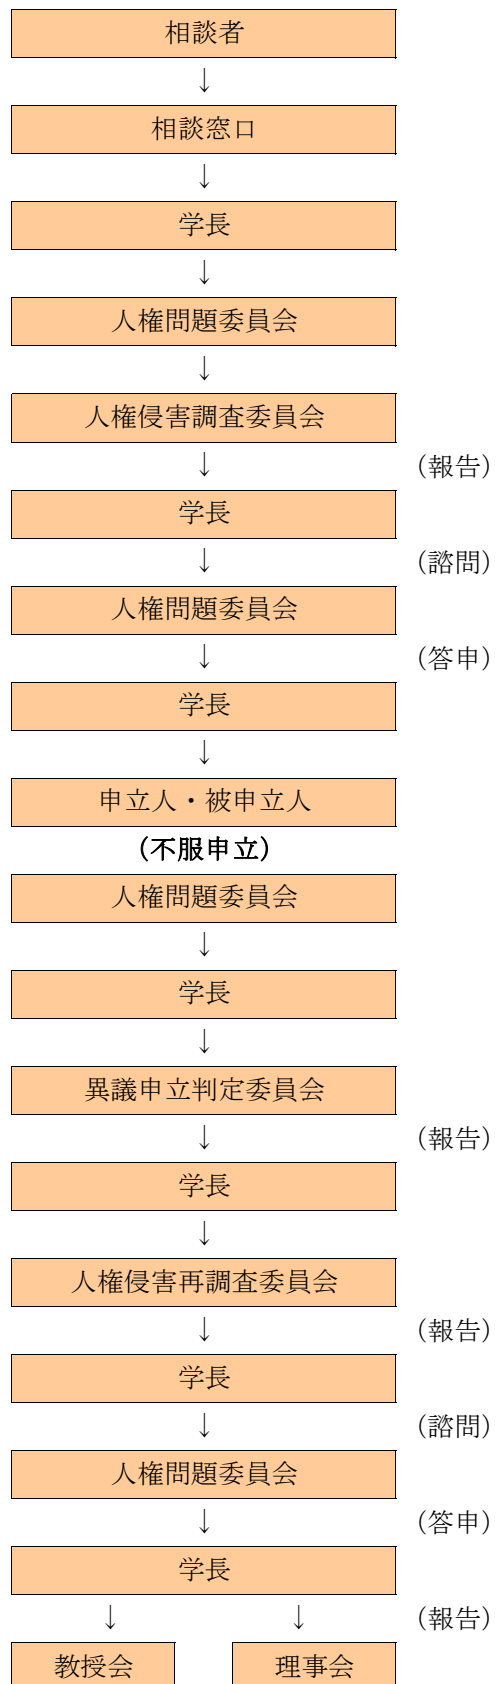 相談者
↓
相談窓口
↓
学長
↓
人権問題委員会
↓
人権侵害調査委員会
↓ (報告)
学長
↓ (諮問)
人権問題委員会
↓ (答申)
学長
↓
申立人・被申立人
(不服申立)
人権問題委員会
↓
学長
↓
異議申立判定委員会
↓ (報告)
学長
↓
人権侵害再調査委員会
↓ (報告)
学長
↓ (諮問)
人権問題委員会
↓ (答申)
学長
↓ ↓ (報告)
教授会 理事会